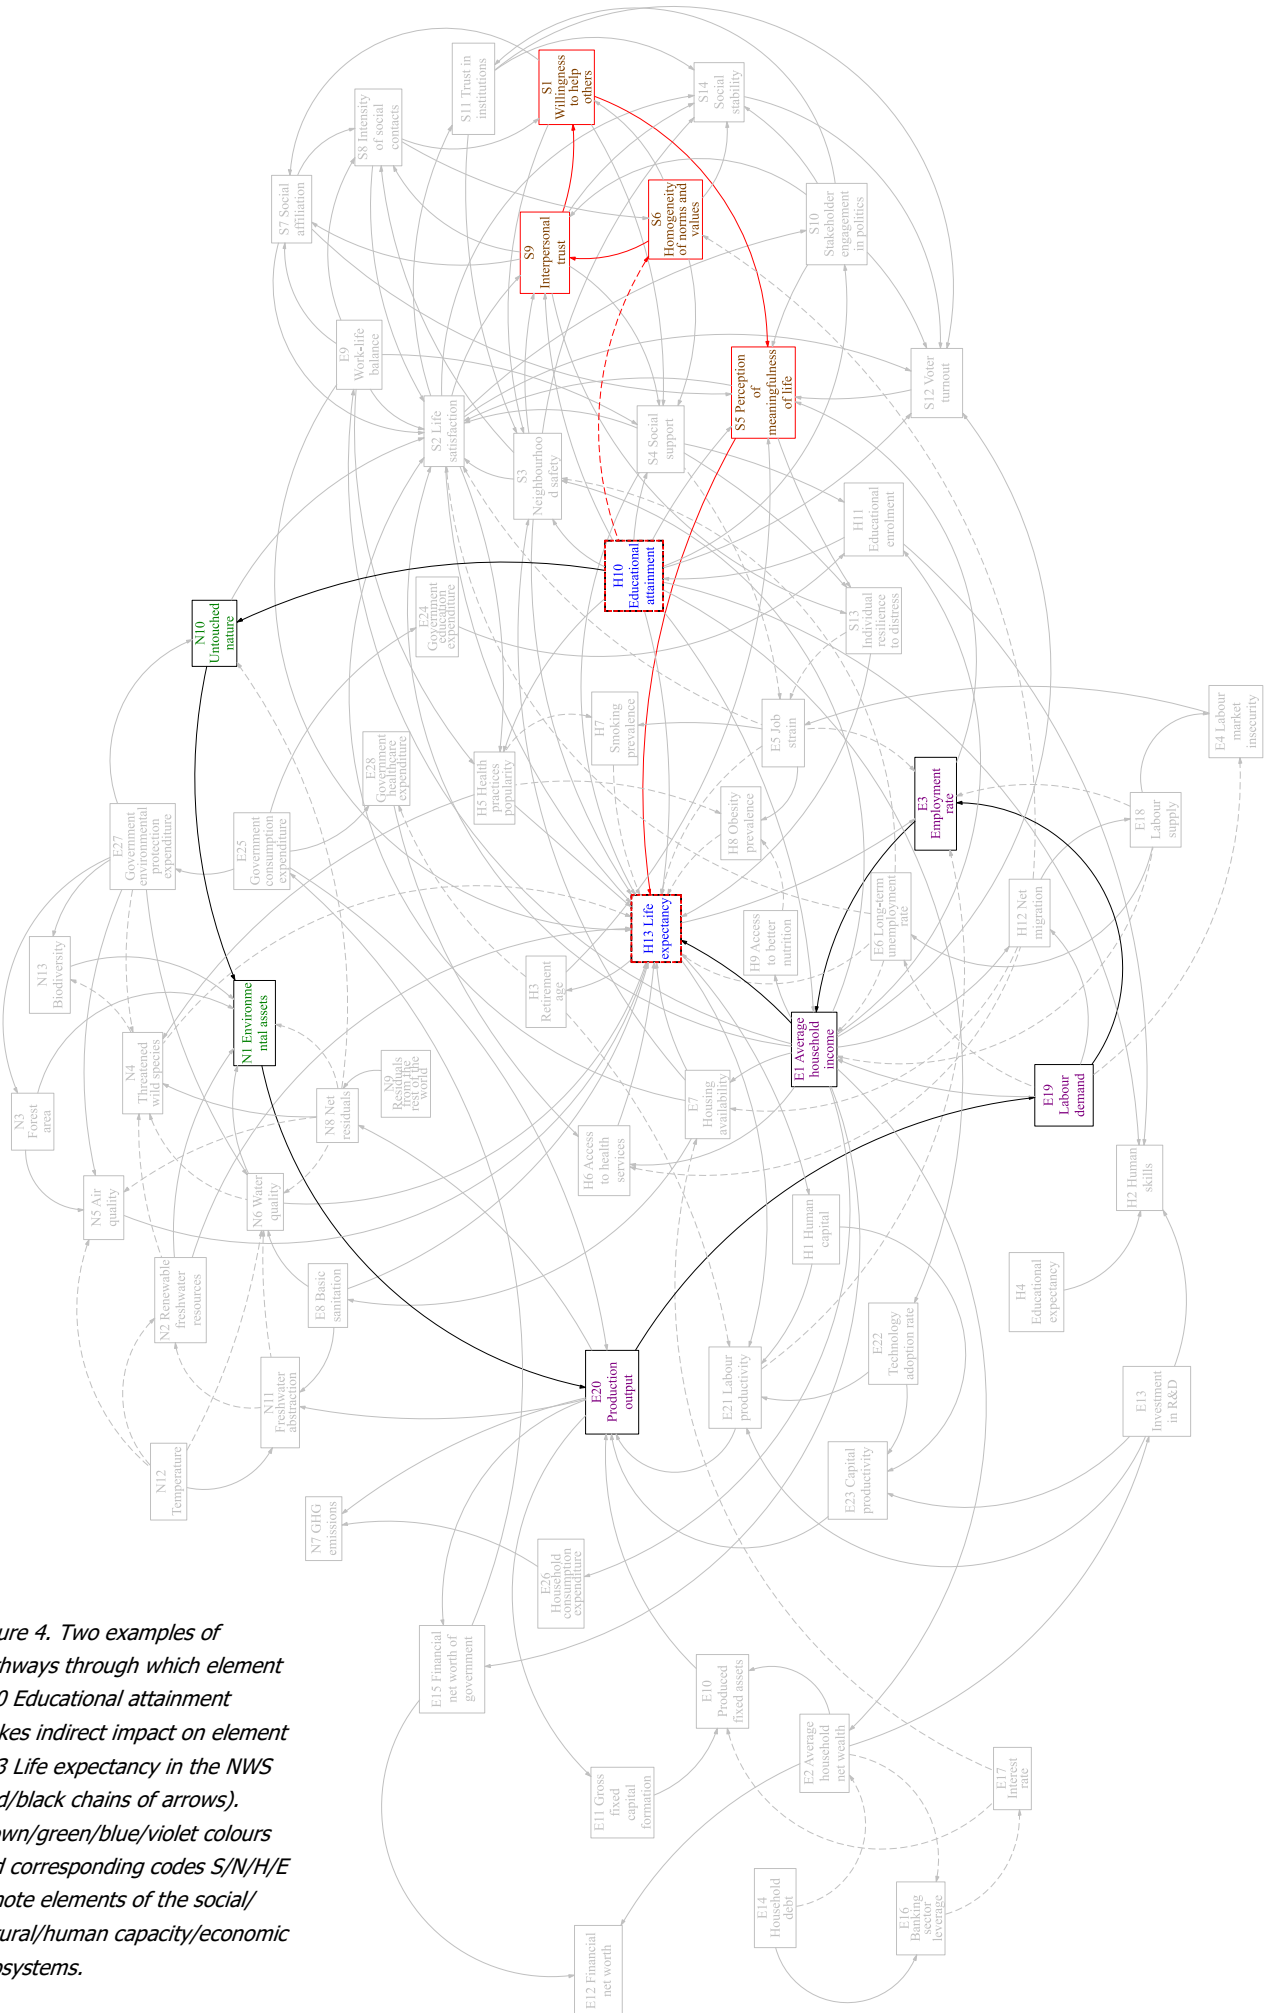 S11 Trust in
institutions
S1
Willingness
to help
others
S14
Social
stability
S8 Intensity
of social
contacts
S7 Social
affiliation
S9
Interpersonal
trust
S6
Homogeneity
of norms and
values
S10
Stakeholder
engagement
in politics
E9
Work-life
balance
S2 Life
satisfaction
S3
Neighbourhoo
d safety
S4 Social
support
S5 Perception
of
meaningfulness
of life
S12 Voter
turnout
H11
Educational
enrolment
H10
Educational
attainment
S13
Individual
resilience
to distress
N10
Untouched
nature
E24
Government
education
expenditure
E28
Government
healthcare
expenditure
H5 Health
practices
popularity
H7
Smoking
prevalence
E5 Job
strain
E4 Labour
market
insecurity
E27
Government
environmental
protection
expenditure
E25
Government
consumption
expenditure
H8 Obesity
prevalence
E3
Employment
rate
E18
Labour
supply
N13
Biodiversity
H13 Life
expectancy
H9 Access
to better
nutrition
E6 Long-term
unemployment
rate
H12 Net
migration
N1 Environme
ntal assets
H3
Retirement
age
N3
Forest
area
N4
Threatened
wild species
N8 Net
residuals
N9
Residuals
from the
rest of the
world
E7
Housing
availability
E1 Average
household
income
E19
Labour
demand
N5 Air
quality
N6 Water
quality
H6 Access
to health
services
H1 Human
capital
H2 Human
skills
N2 Renewable
freshwater
resources
E8 Basic
sanitation
H4
Educational
expectancy
N11
Freshwater
abstraction
E20
Production
output
E21 Labour
productivity
E22
Technology
adoption rate
E13
Investment
in R&D
N12
Temperature
N7 GHG
emissions
E26
Household
consumption
expenditure
E23 Capital
productivity
E15 Financial
net worth of
government
E10
Produced
fixed assets
E2 Average
household
net wealth
E17
Interest
rate
E11 Gross
fixed
capital
formation
E14
Household
debt
E16
Banking
sector
leverage
E12 Financial
net worth
ure 4. Two examples of
hways through which element
0 Educational attainment
kes indirect impact on element
3 Life expectancy in the NWS
d/black chains of arrows).
own/green/blue/violet colours
d corresponding codes S/N/H/E
note elements of the social/
tural/human capacity/economic
osystems.